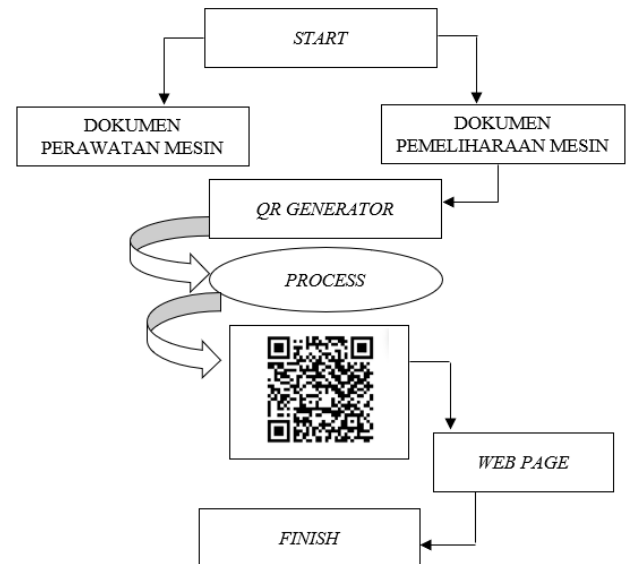 START
DOKUMEN
PERAWATAN MESIN
DOKUMEN
PEMELIHARAAN MESIN
QR GENERATOR
PROCESS
WEB PAGE
FINISH